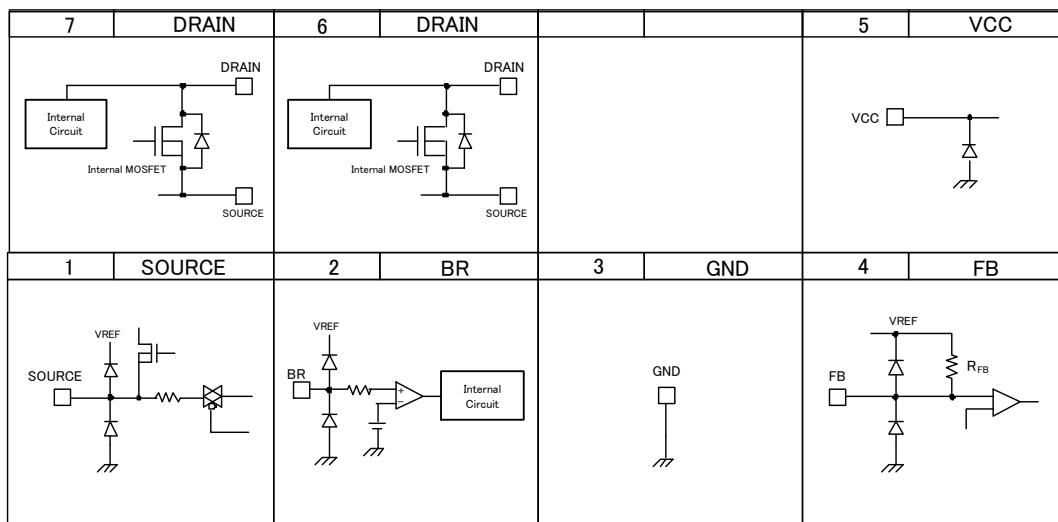 7 DRAIN 6 DRAIN 5 VCC
DRAIN
Internal
Circuit
Internal MOSFET
SOURCE
DRAIN
Internal
Circuit
Internal MOSFET
SOURCE
VCC
1 SOURCE 2 BR 3 GND 4 FB
VREF
SOURCE
VREF
BR
+
−
Internal
Circuit
GND
VREF
RFB
FB